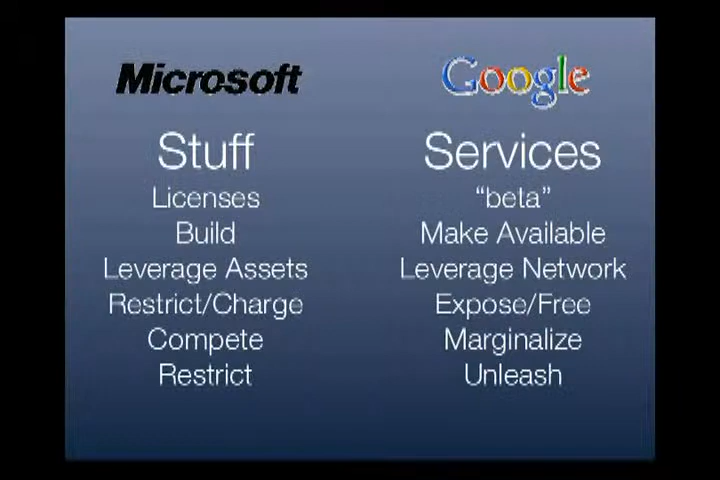 Microsoft
Google
Stuff
Services
Licenses
"beta"
Build
Make Available
Leverage Assets
Leverage Network
Restrict/Charge
Expose/Free
Compete
Marginalize
Restrict
Unleash